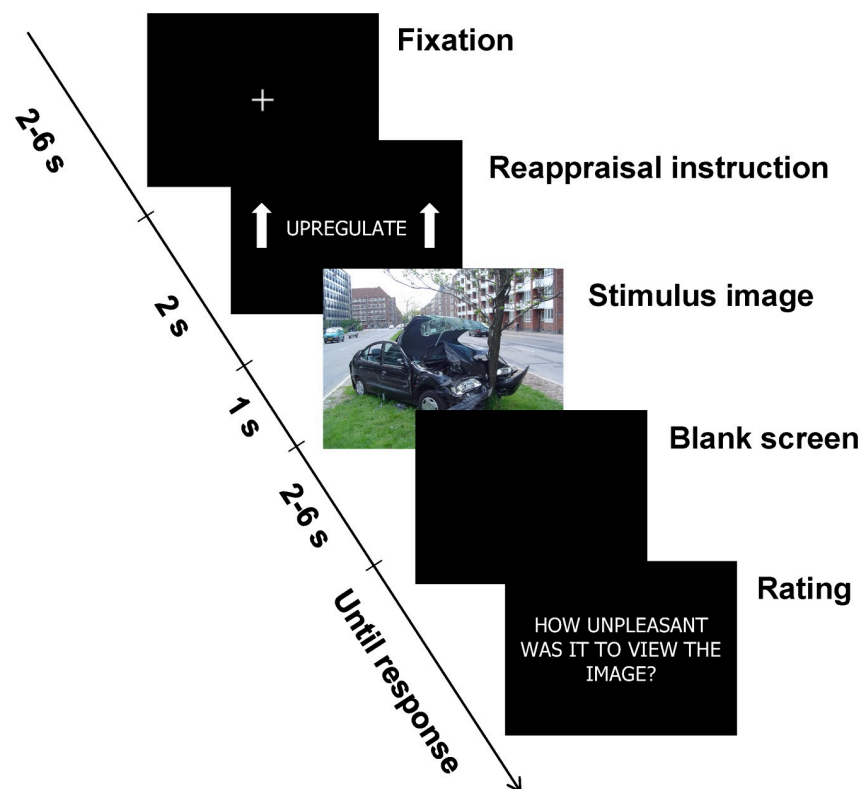 Fixation
2-6 s
Reappraisal instruction
UPREGULATE
2 s
Stimulus image
1 s
Blank screen
2-6 s
Rating
HOW UNPLEASANT
WAS IT TO VIEW THE
IMAGE?
Until response